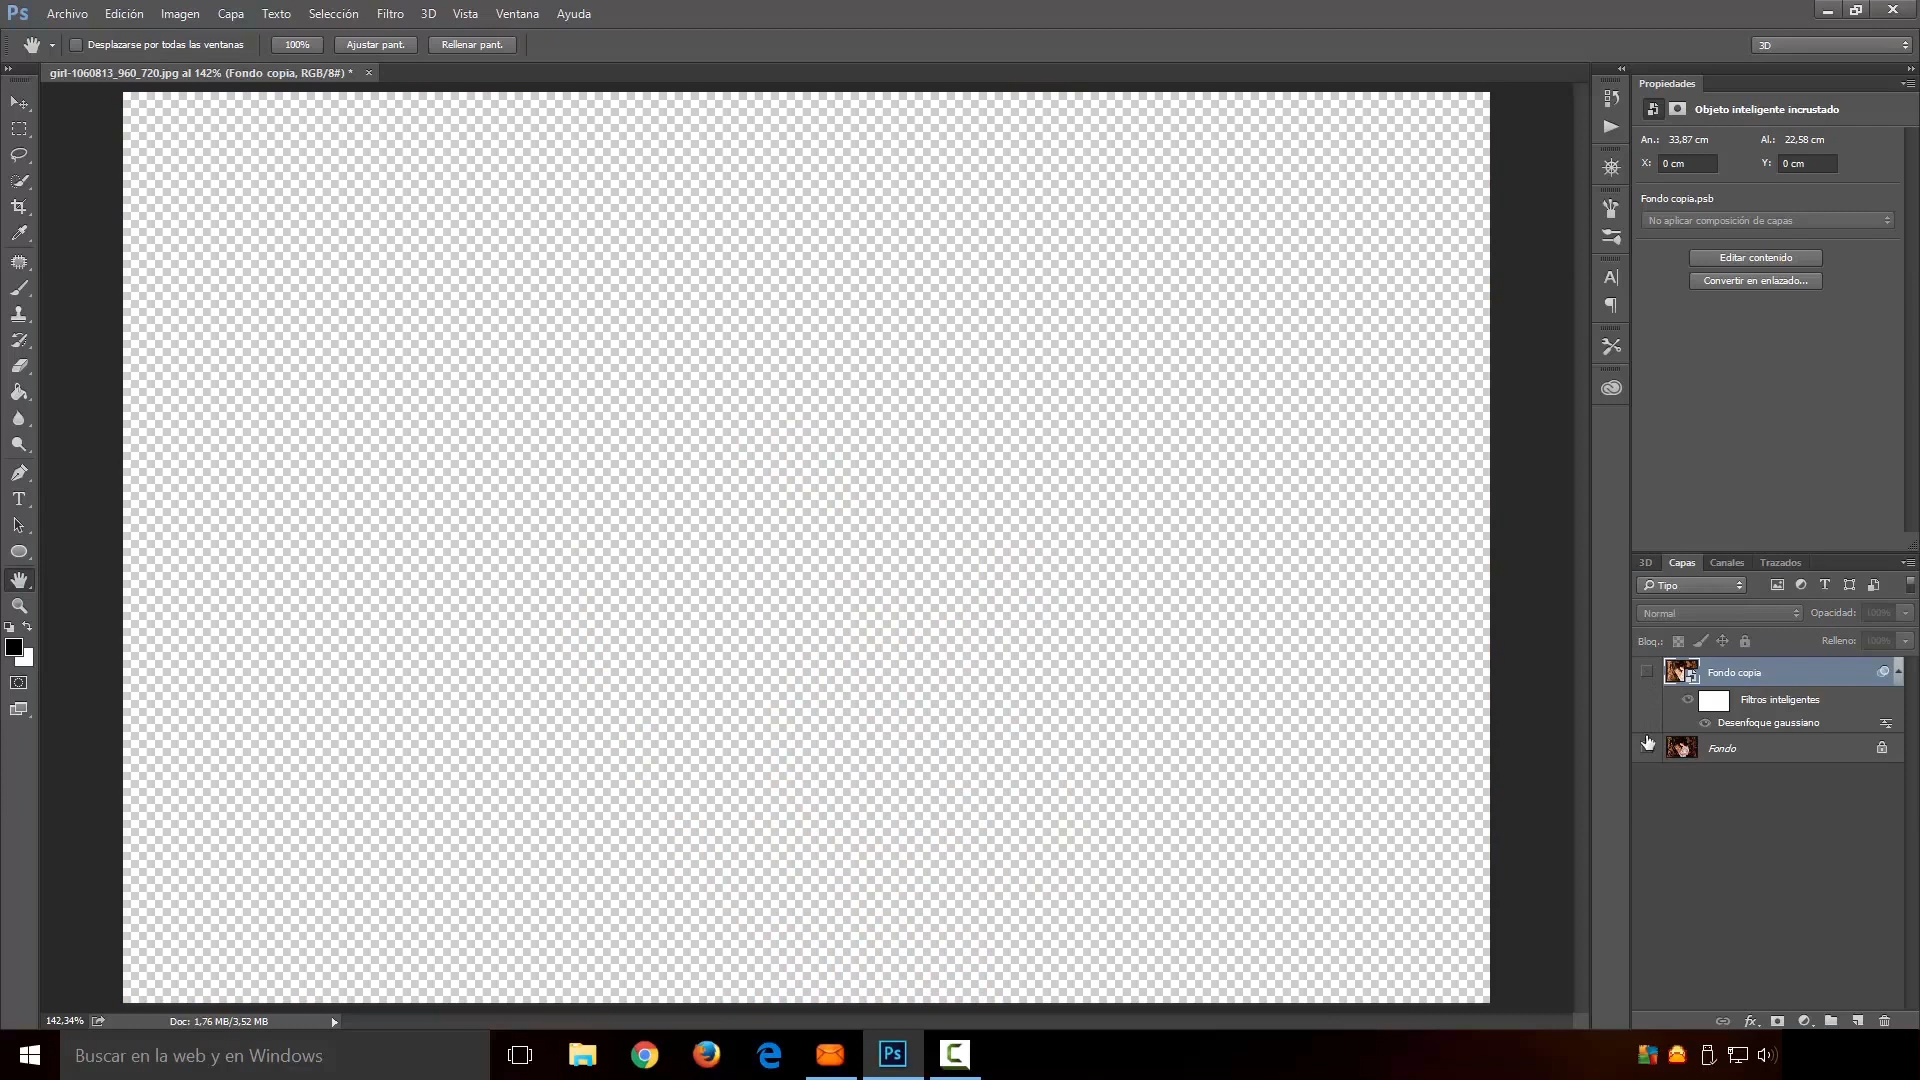 Ps Archivo Edición Imagen Capa Texto Selección Filtro 3D Vista Ventana Ayuda
Desplazarse por todas las ventanas 100% Ajustar pant. Rellenar pant. 3D
girl-1060813_960_720.jpg al 142% (Fondo copia, RGB/8#) * ×
Propiedades
Objeto inteligente incrustado
An.: 33,87 cm Al.: 22,58 cm
X: 0 cm Y: 0 cm
Fondo copia.psb
No aplicar composición de capas
Editar contenido
Convertir en enlazado...
3D Capas Canales Trazados
Tipo
Normal Opacidad: 100%
Bloq.: Relleno: 100%
Fondo copia
Filtros inteligentes
Desenfoque gaussiano
Fondo
142,34% Doc: 1,76 MB/3,52 MB
Buscar en la web y en Windows
Ps